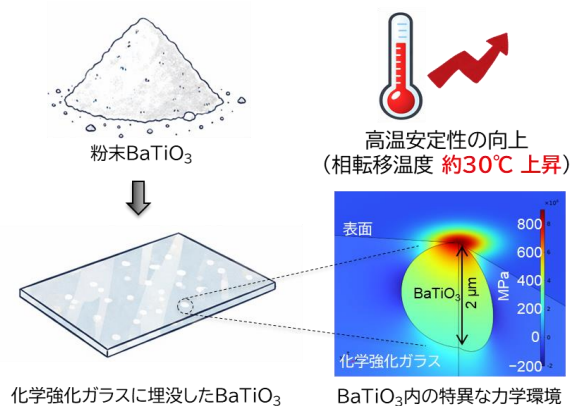 粉末BaTiO₃
高温安定性の向上
（相転移温度 約30℃ 上昇）
表面
BaTiO₃
2 μm
化学強化ガラス
800
600
400
200
0
−200
MPa
化学強化ガラスに埋没したBaTiO₃
BaTiO₃内の特異な力学環境